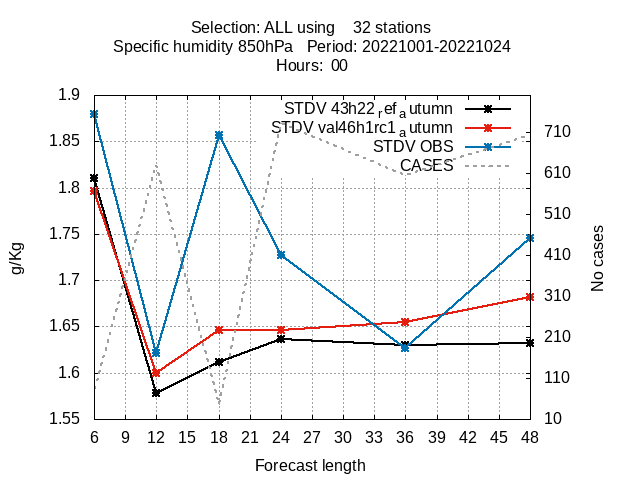 Selection: ALL using    32 stations
Specific humidity 850hPa   Period: 20221001-20221024
Hours:  00
STDV 43h22ref autumn
STDV val46h1rc1autumn
STDV OBS
CASES
g/Kg
1.9
1.85
1.8
1.75
1.7
1.65
1.6
1.55
No cases
710
610
510
410
310
210
110
10
6 9 12 15 18 21 24 27 30 33 36 39 42 45 48
Forecast length